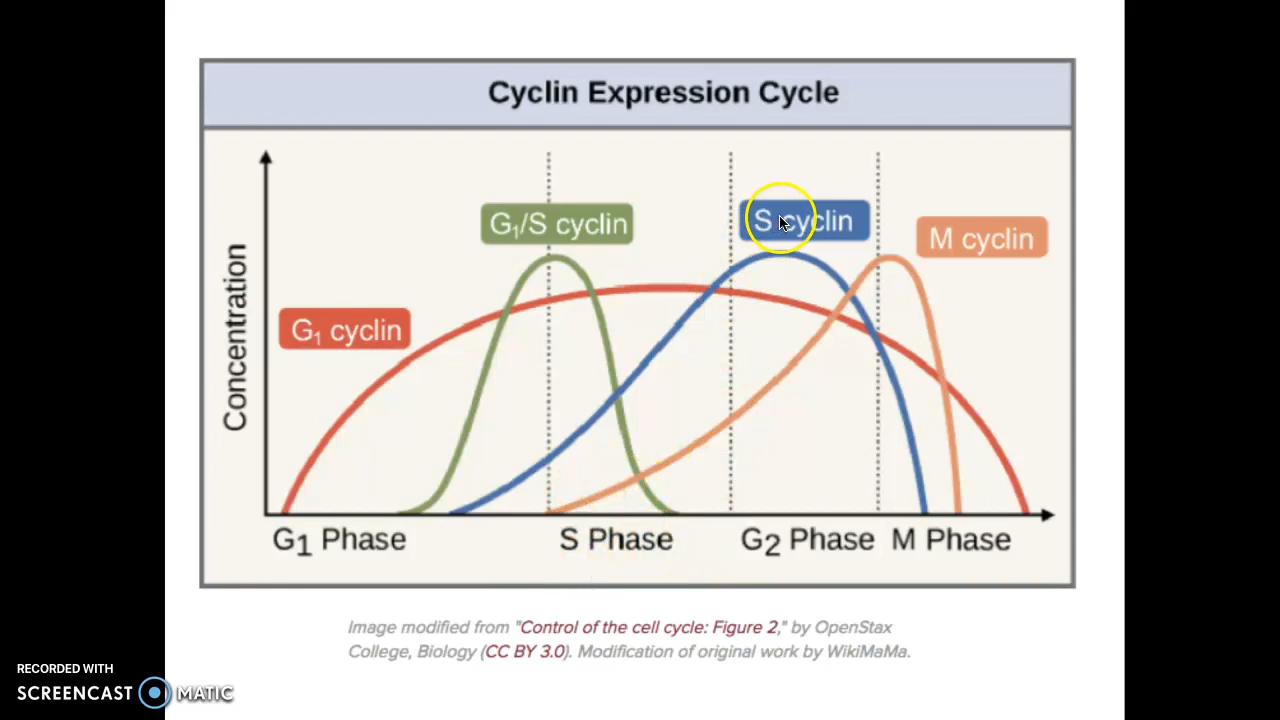 Cyclin Expression Cycle
G₁/S cyclin
S cyclin
M cyclin
G₁ cyclin
Concentration
G₁ Phase
S Phase
G₂ Phase
M Phase
Image modified from "Control of the cell cycle: Figure 2," by OpenStax
College, Biology (CC BY 3.0). Modification of original work by WikiMaMa.
RECORDED WITH
SCREENCAST MATIC